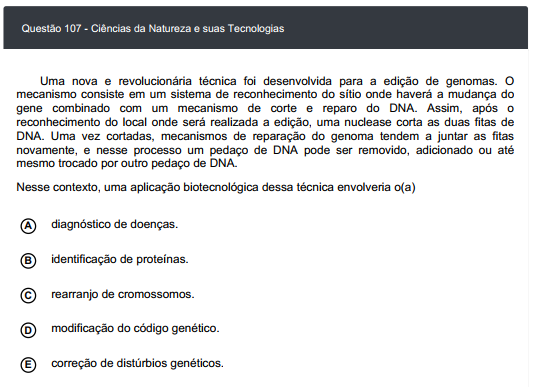 Questão 107 - Ciências da Natureza e suas Tecnologias
Uma nova e revolucionária técnica foi desenvolvida para a edição de genomas. O
mecanismo consiste em um sistema de reconhecimento do sítio onde haverá a mudança do
gene combinado com um mecanismo de corte e reparo do DNA. Assim, após o
reconhecimento do local onde será realizada a edição, uma nuclease corta as duas fitas de
DNA. Uma vez cortadas, mecanismos de reparação do genoma tendem a juntar as fitas
novamente, e nesse processo um pedaço de DNA pode ser removido, adicionado ou até
mesmo trocado por outro pedaço de DNA.
Nesse contexto, uma aplicação biotecnológica dessa técnica envolveria o(a)
A diagnóstico de doenças.
B identificação de proteínas.
C rearranjo de cromossomos.
D modificação do código genético.
E correção de distúrbios genéticos.